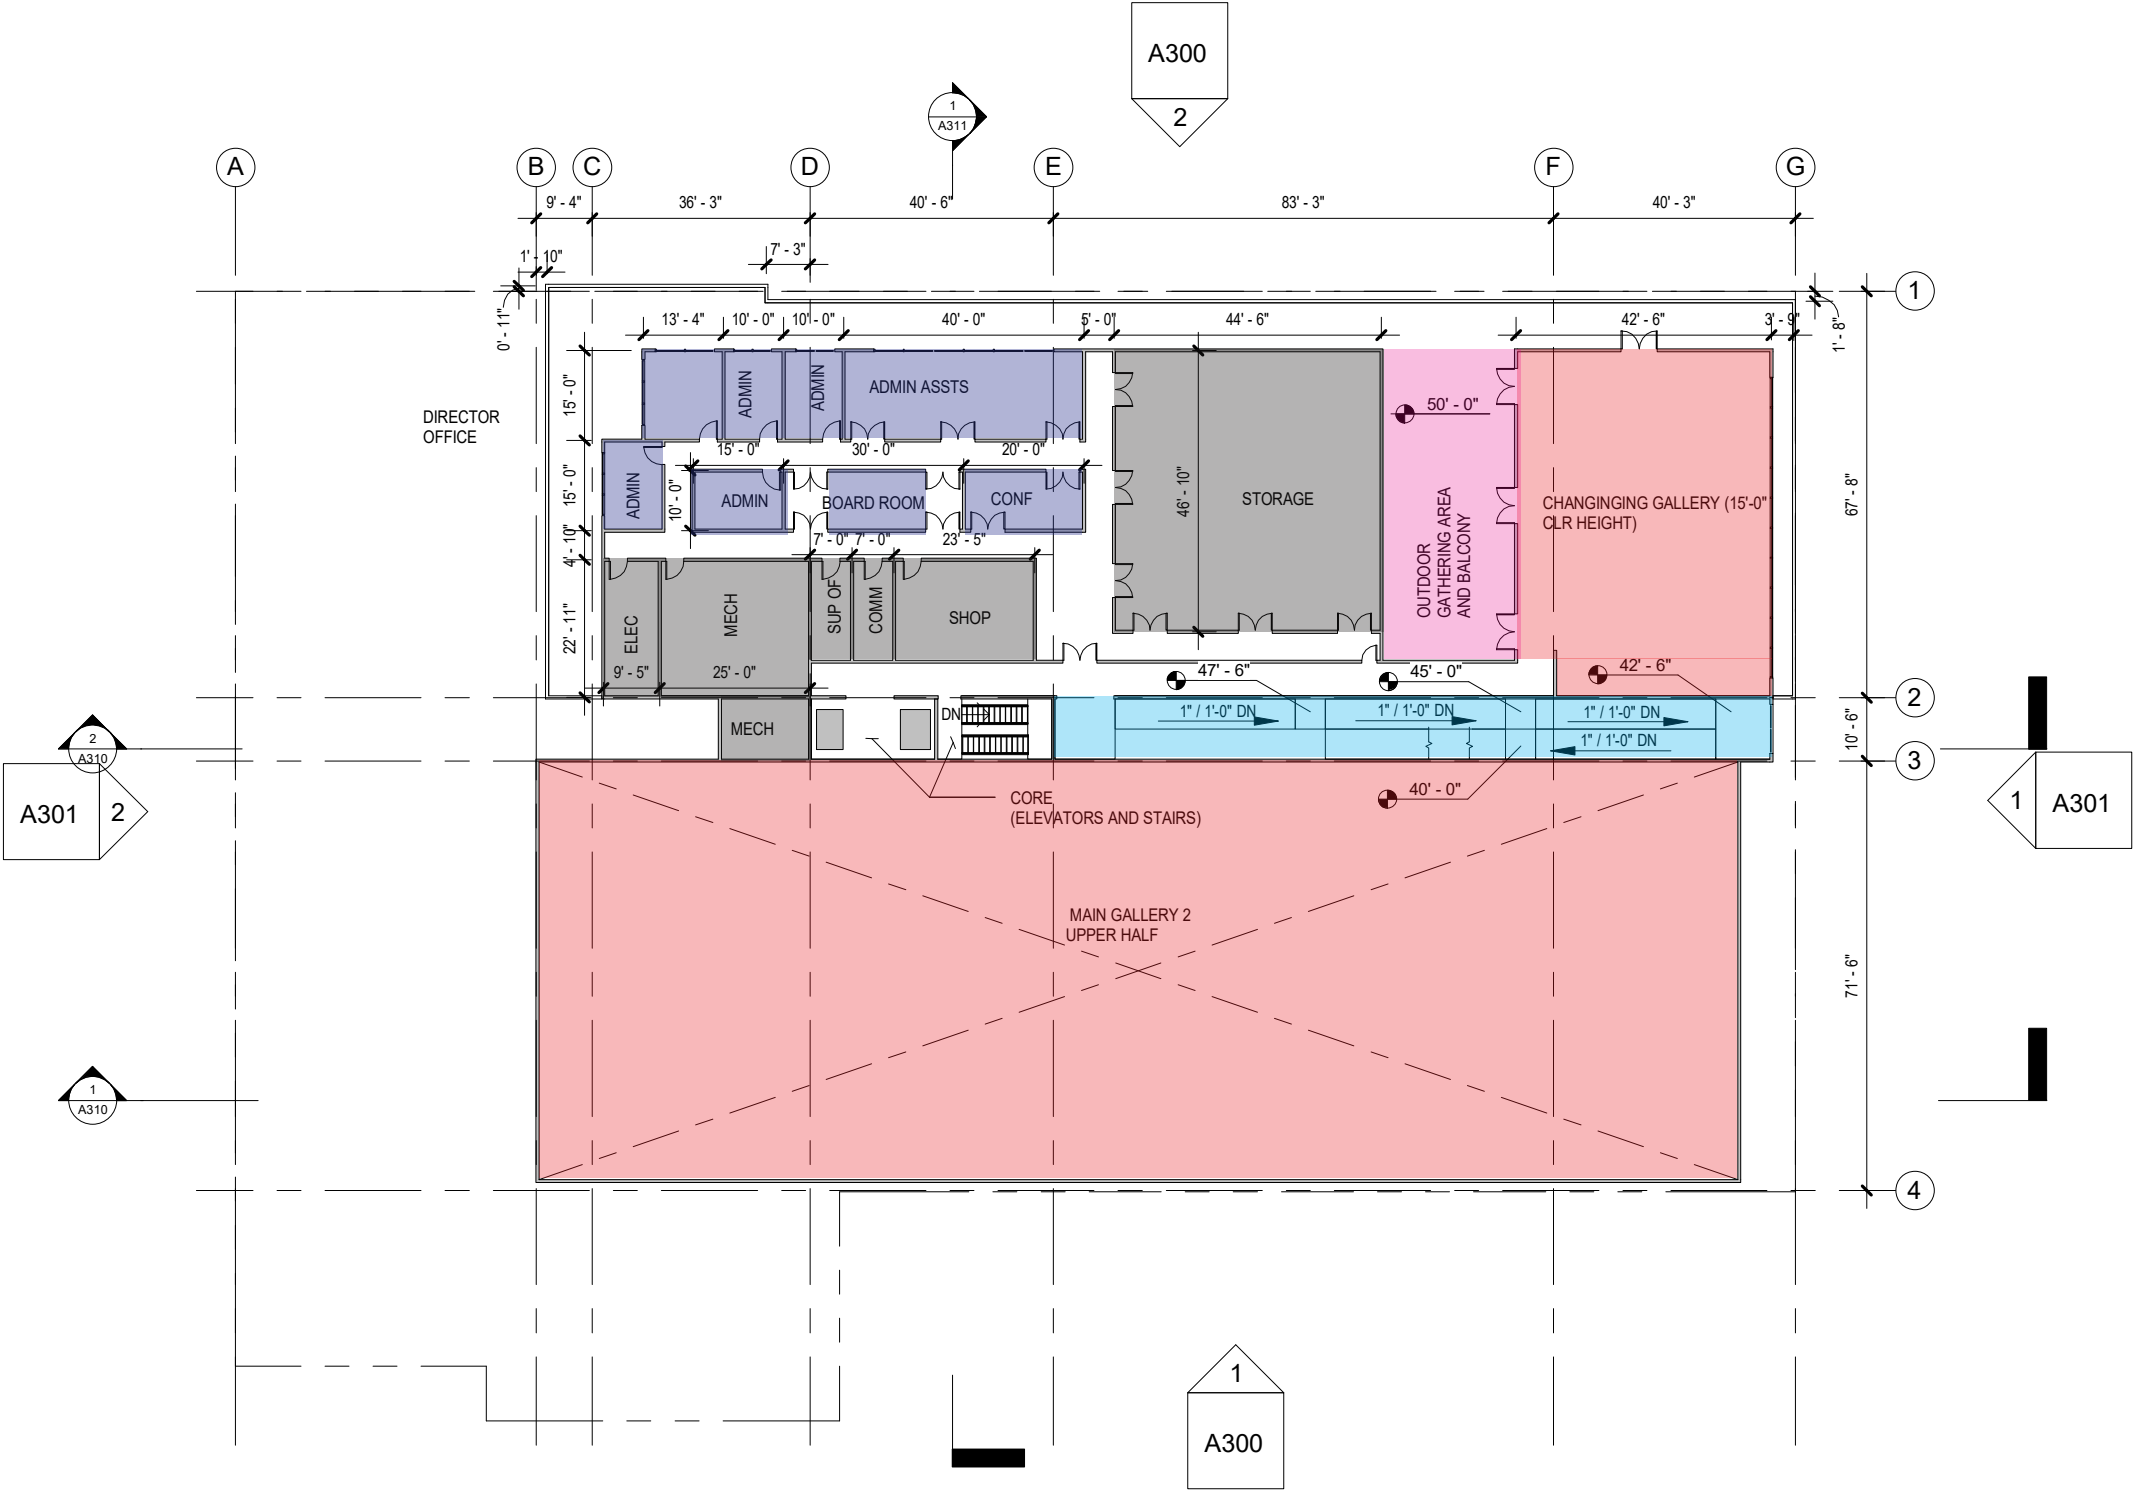 A300
2
1
A311
A
B
C
D
E
F
G
9' - 4"
36' - 3"
40' - 6"
83' - 3"
40' - 3"
7' - 3"
1' - 10"
0' - 11"
1
1' - 8"
13' - 4"
10' - 0"
10' - 0"
40' - 0"
5' - 0"
44' - 6"
42' - 6"
3' - 9"
15' - 0"
DIRECTOR
OFFICE
ADMIN
ADMIN
ADMIN ASSTS
50' - 0"
15' - 0"
30' - 0"
20' - 0"
15' - 0"
ADMIN
10' - 0"
ADMIN
BOARD ROOM
CONF
46' - 10"
STORAGE
OUTDOOR
GATHERING AREA
AND BALCONY
CHANGINGING GALLERY (15'-0"
CLR HEIGHT)
67' - 8"
4' - 10"
7' - 0"
7' - 0"
23' - 5"
22' - 11"
ELEC
MECH
SUP OF
COMM
SHOP
9' - 5"
25' - 0"
47' - 6"
45' - 0"
42' - 6"
2
MECH
DN
1" / 1'-0" DN
1" / 1'-0" DN
1" / 1'-0" DN
1" / 1'-0" DN
10' - 6"
3
2
A310
A301
2
CORE
(ELEVATORS AND STAIRS)
40' - 0"
1
A301
MAIN GALLERY 2
UPPER HALF
71' - 6"
1
A310
4
1
A300